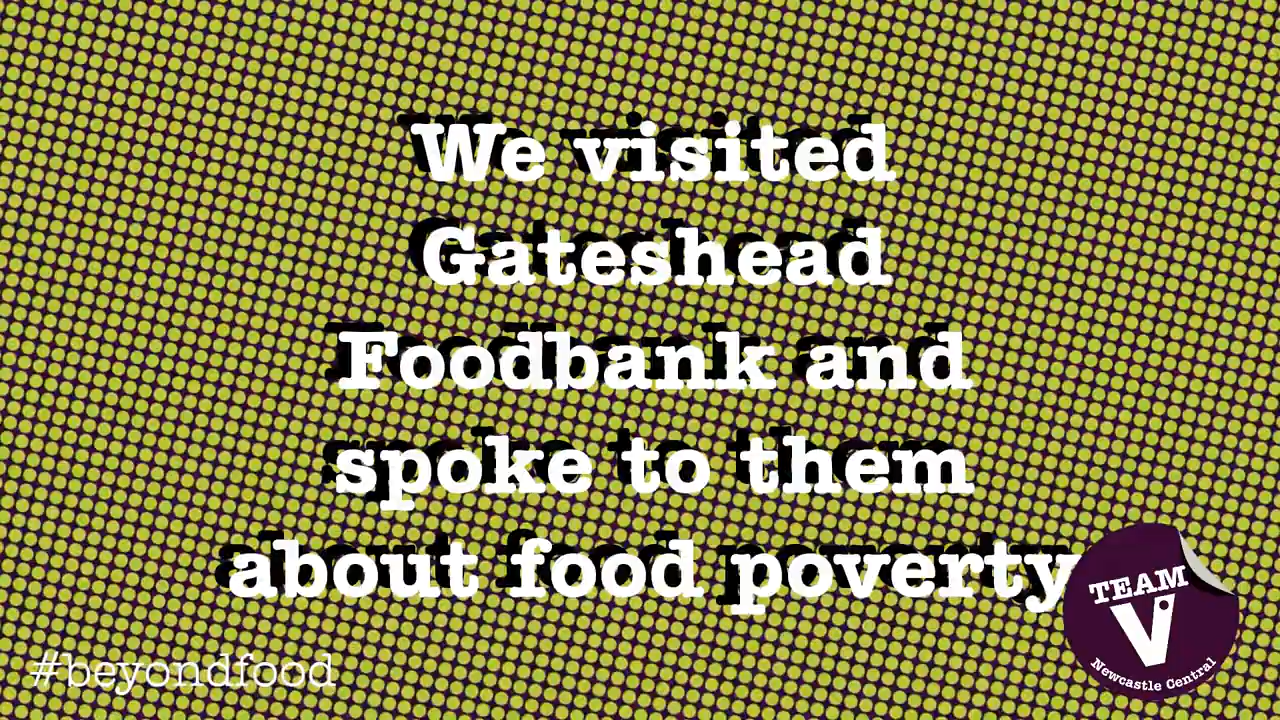 We visited
Gateshead
Foodbank and
spoke to them
about food poverty
#beyondfood
TEAM
V
Newcastle Central